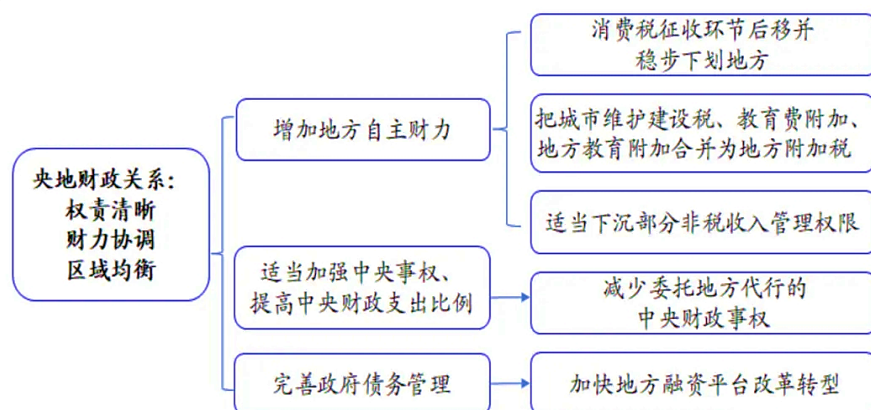 央地财政关系：
权责清晰
财力协调
区域均衡
增加地方自主财力
消费税征收环节后移并
稳步下划地方
把城市维护建设税、教育费附加、
地方教育附加合并为地方附加税
适当下沉部分非税收入管理权限
适当加强中央事权、
提高中央财政支出比例
减少委托地方代行的
中央财政事权
完善政府债务管理
加快地方融资平台改革转型